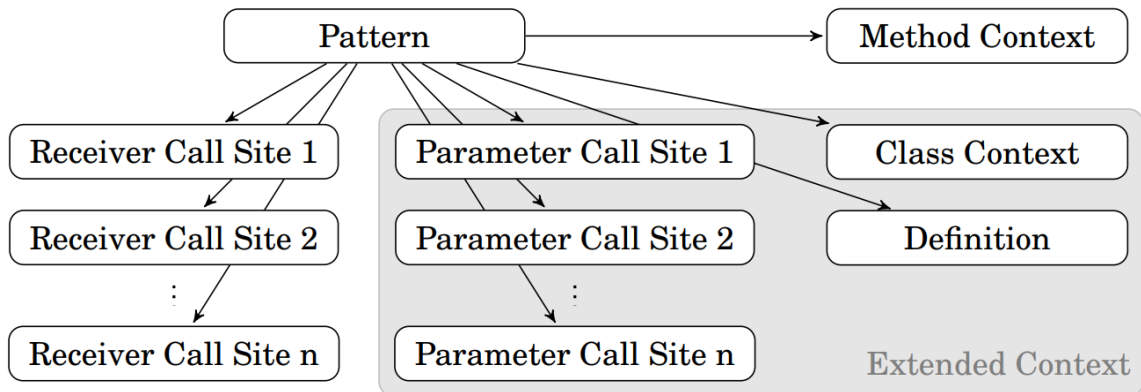 Pattern
Method Context
Receiver Call Site 1
Parameter Call Site 1
Class Context
Receiver Call Site 2
Parameter Call Site 2
Definition
⋮
⋮
Receiver Call Site n
Parameter Call Site n
Extended Context